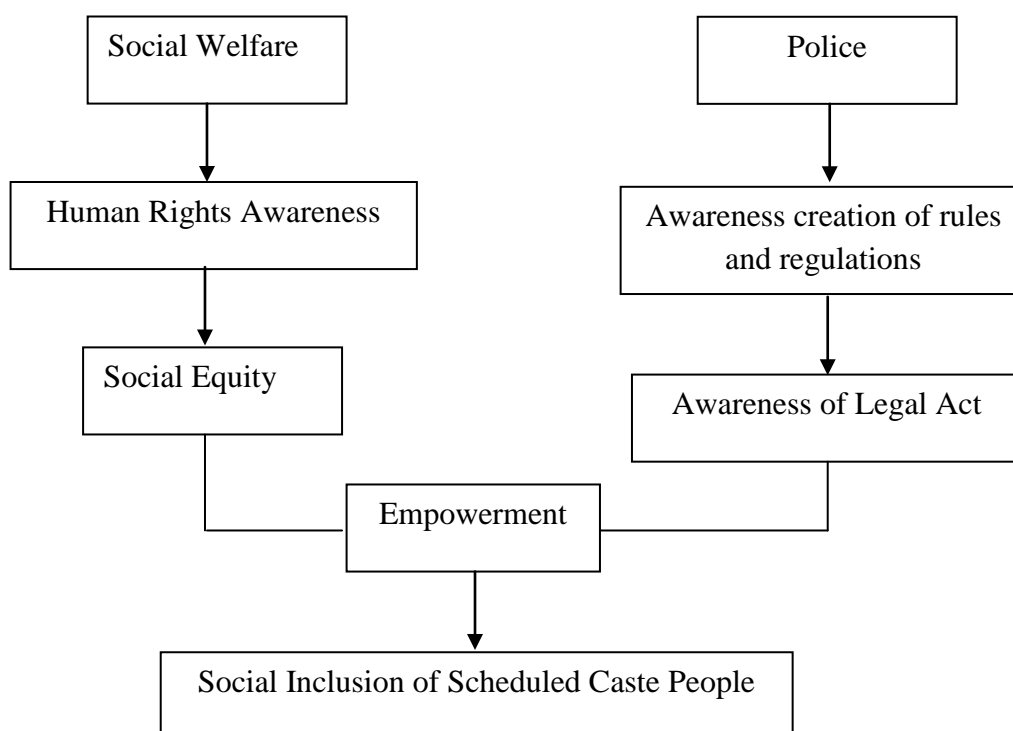 Social Welfare
Police
Human Rights Awareness
Awareness creation of rules
and regulations
Social Equity
Awareness of Legal Act
Empowerment
Social Inclusion of Scheduled Caste People